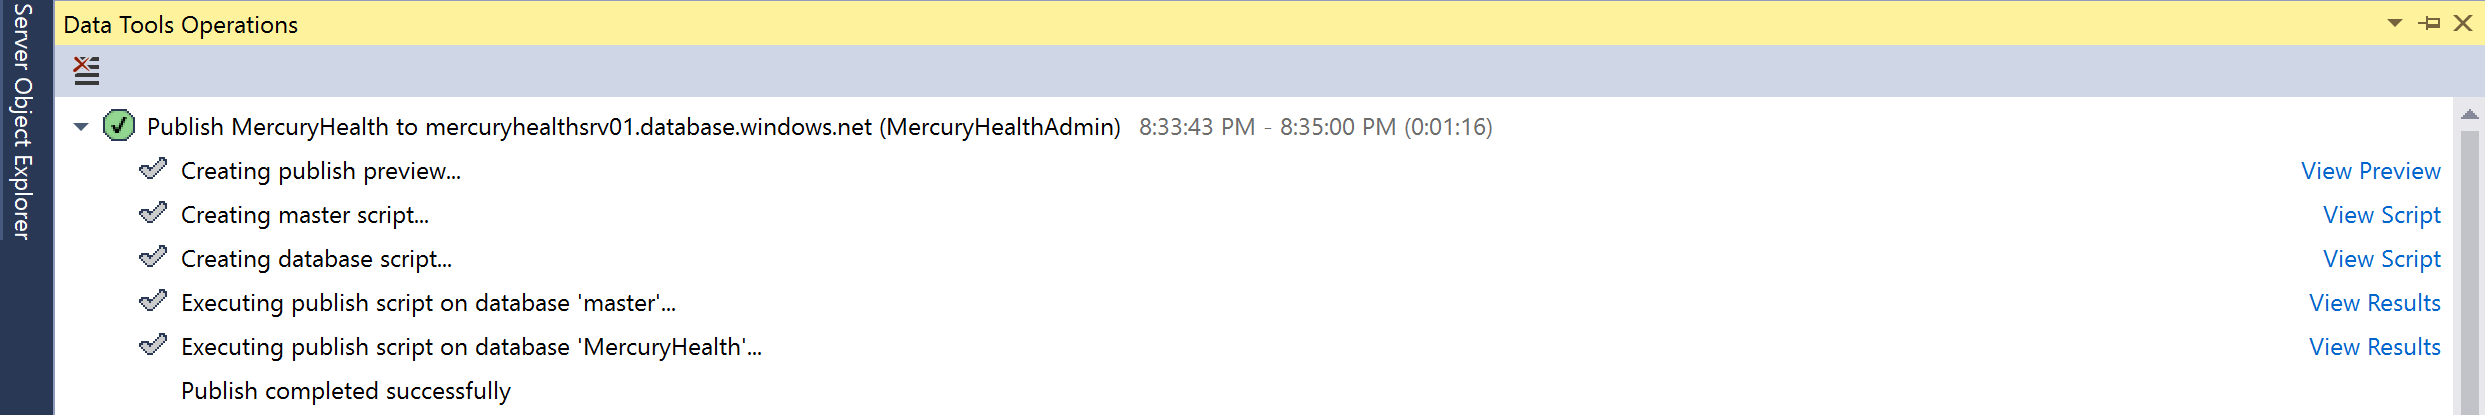 Server Object Explorer
Data Tools Operations
Publish MercuryHealth to mercuryhealthsrv01.database.windows.net (MercuryHealthAdmin) 8:33:43 PM - 8:35:00 PM (0:01:16)
Creating publish preview... View Preview
Creating master script... View Script
Creating database script... View Script
Executing publish script on database 'master'... View Results
Executing publish script on database 'MercuryHealth'... View Results
Publish completed successfully